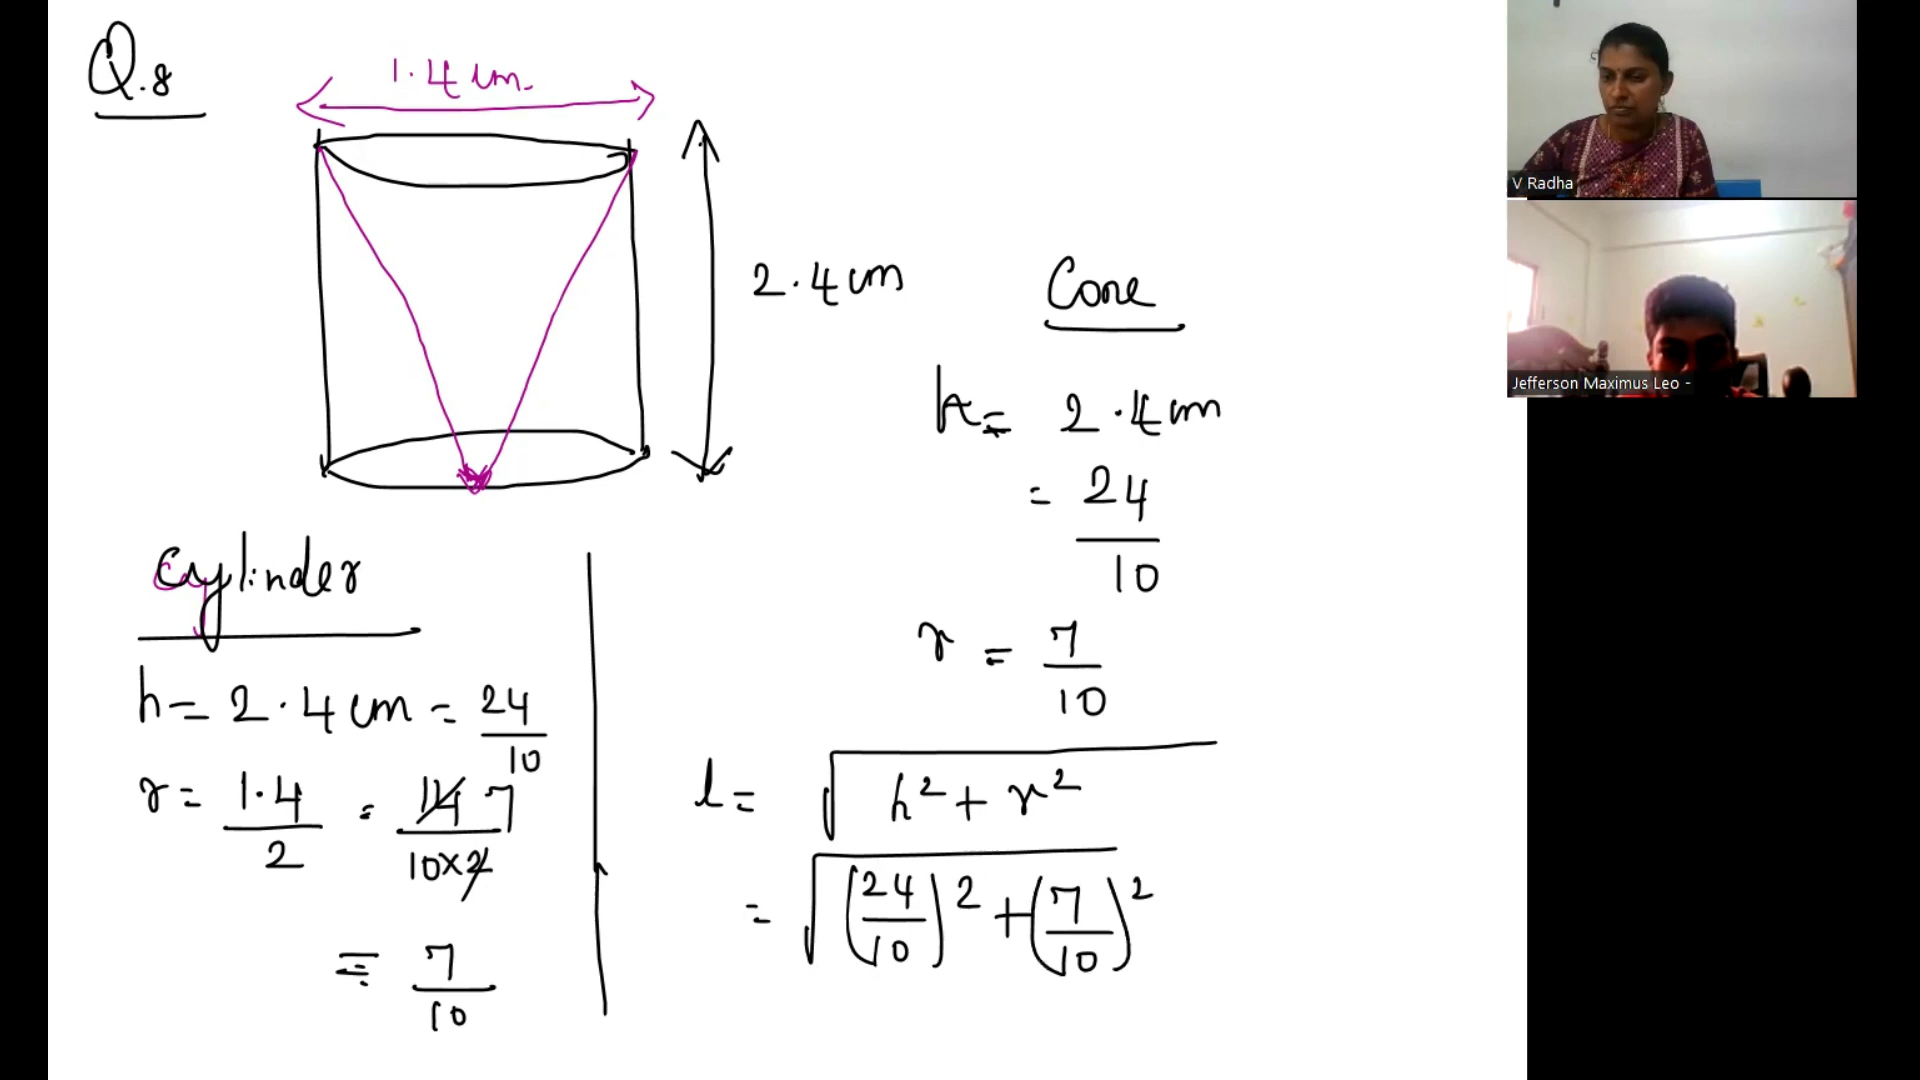 Q.8
1.4 cm.
2.4 cm
Cylinder
h = 2.4 cm = 24/10
r = 1.4/2 = 14 7/10×2
= 7/10
Cone
h = 2.4 cm
= 24/10
r = 7/10
l = √(h² + r²)
= √((24/10)² + (7/10)²)
V Radha
Jefferson Maximus Leo -